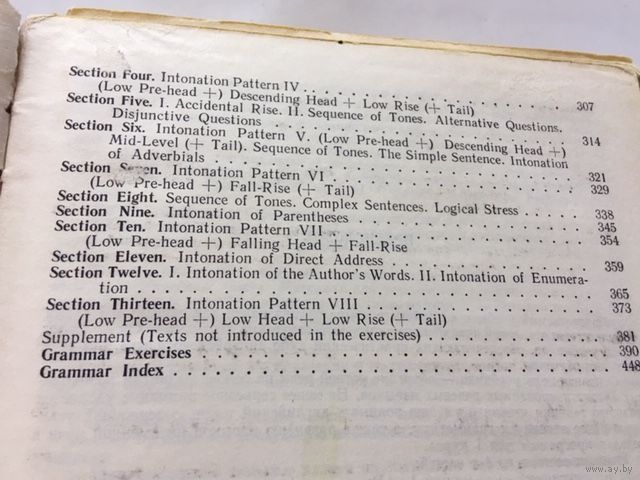 Section Four. Intonation Pattern IV . . . . . . . . . . . . . . . . 307
(Low Pre-head +) Descending Head + Low Rise (+ Tail)
Section Five. I. Accidental Rise. II. Sequence of Tones. Alternative Questions.
Disjunctive Questions . . . . . . . . . . . . . . . . 314
Section Six. Intonation Pattern V. (Low Pre-head +) Descending Head +)
Mid-Level (+ Tail). Sequence of Tones. The Simple Sentence. Intonation
of Adverbials . . . . . . . . . . . . . . . . 321
Section Seven. Intonation Pattern VI . . . . . . . . . . . . . . . . 329
(Low Pre-head +) Fall-Rise (+ Tail)
Section Eight. Sequence of Tones. Complex Sentences. Logical Stress . . . . 338
Section Nine. Intonation of Parentheses . . . . . . . . . . . . . . 345
Section Ten. Intonation Pattern VII . . . . . . . . . . . . . . . . 354
(Low Pre-head +) Falling Head + Fall-Rise
Section Eleven. Intonation of Direct Address . . . . . . . . . . . . 359
Section Twelve. I. Intonation of the Author's Words. II. Intonation of Enumera-
tion . . . . . . . . . . . . . . . . . . . . 365
Section Thirteen. Intonation Pattern VIII . . . . . . . . . . . . . . 373
(Low Pre-head +) Low Head + Low Rise (+ Tail)
Supplement (Texts not introduced in the exercises) . . . . . . . . . . 381
Grammar Exercises . . . . . . . . . . . . . . . . . . . . 390
Grammar Index . . . . . . . . . . . . . . . . . . . . 448
www.ay.by